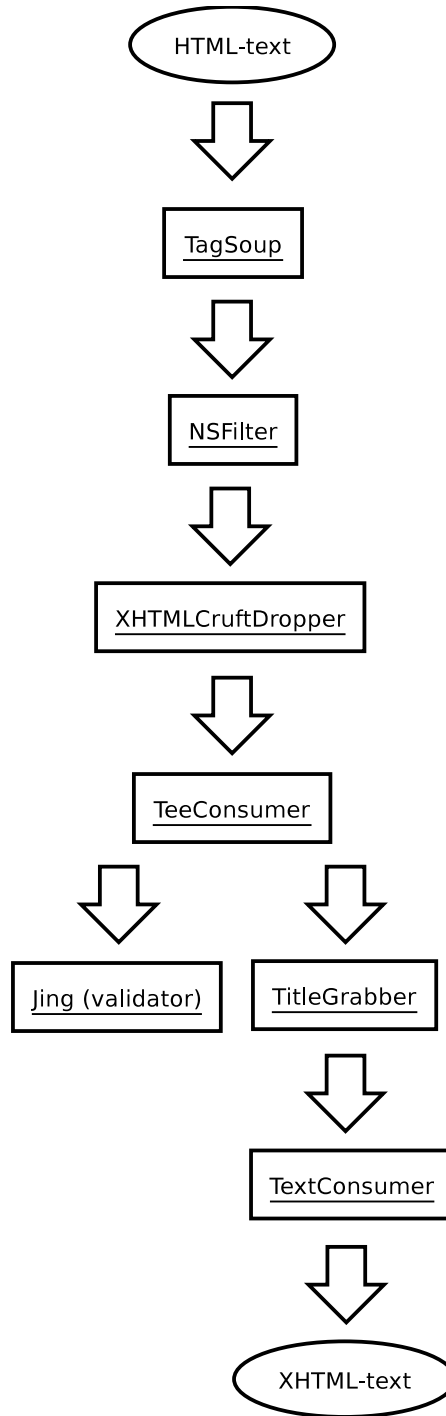 HTML-text
TagSoup
NSFilter
XHTMLCruftDropper
TeeConsumer
Jing (validator)
TitleGrabber
TextConsumer
XHTML-text